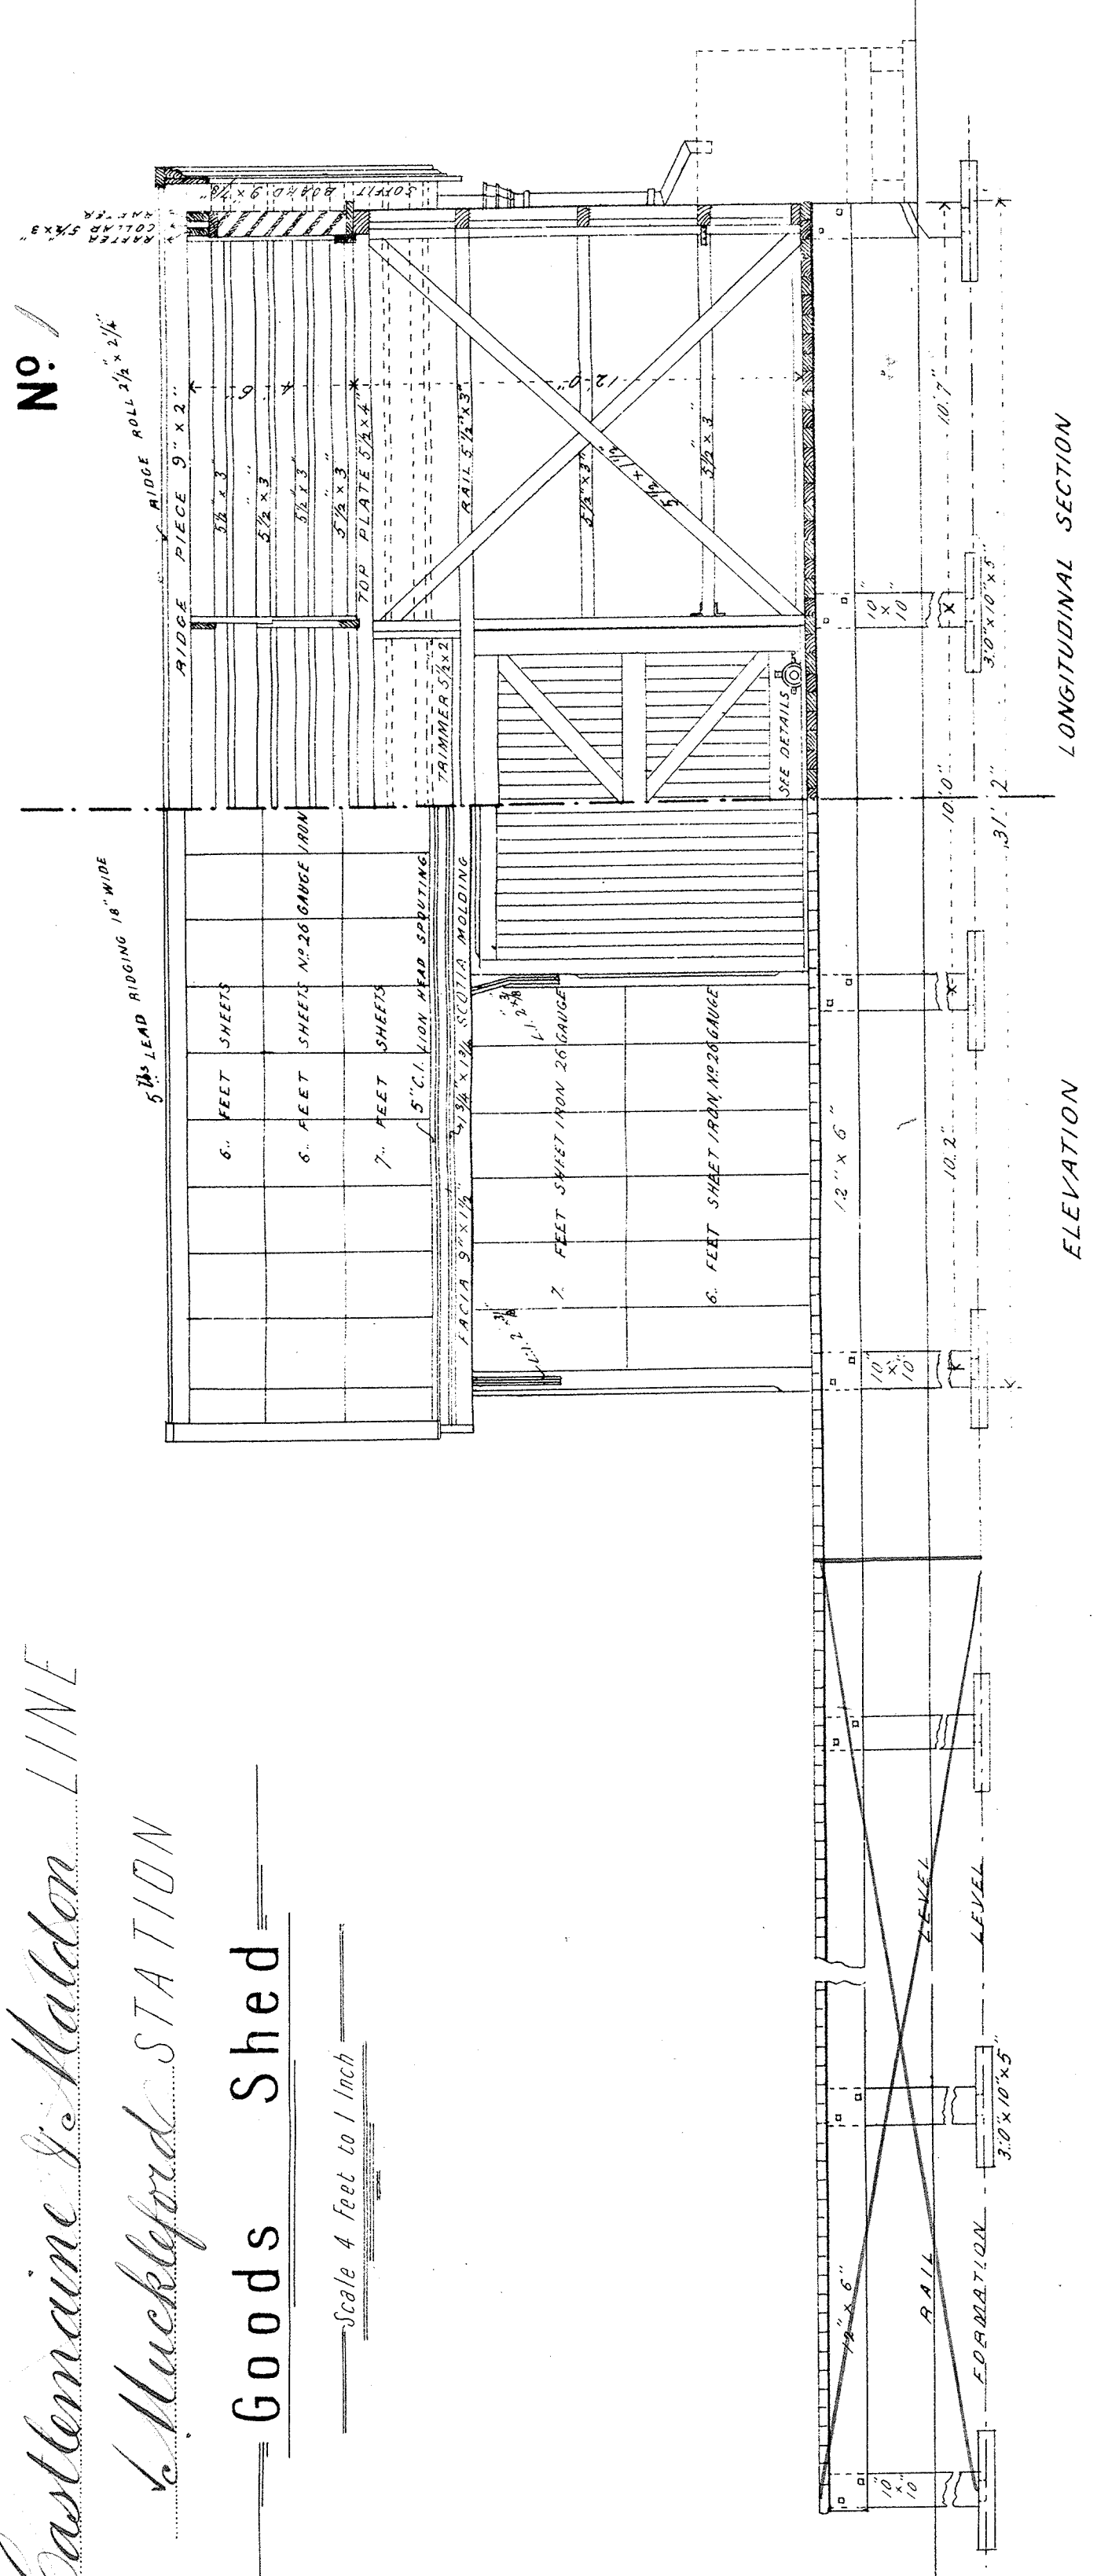 No. 1
Castlemaine & Maldon LINE
Muckleford STATION
Goods Shed
Scale 4 Feet to 1 Inch
5 lbs LEAD RIDGING 18" WIDE
RIDGE ROLL 2½" x 2¼"
RAFTER
COLLAR 5½ x 3"
RAFTER
RIDGE PIECE 9" x 2"
SOFFIT BOARD 9 x 7/8"
6.. FEET SHEETS
5½ x 3"
6.. FEET SHEETS No. 26 GAUGE IRON
5½ x 3"
5½ x 3"
7.. FEET SHEETS
5½ x 3"
TOP PLATE 5½ x 4"
5" C.I. LION HEAD SPOUTING
TRIMMER 5½ x 2
1¾" x 1¾ SCOTIA MOLDING
FACIA 9" x 1½"
RAIL 5½" x 3"
12'.0"
7. FEET SHEET IRON 26 GAUGE
5½" x 3"
5½ x 1½"
6.. FEET SHEET IRON, No. 26 GAUGE
5½ x 3"
SEE DETAILS
12" x 6"
12" x 6"
10" x 10"
10" x 10"
10" x 10"
RAIL LEVEL
10.2"
10.0"
10.7"
FORMATION LEVEL
3.0" x 10" x 5"
3.0" x 10" x 5"
31'. 2"
ELEVATION
LONGITUDINAL SECTION